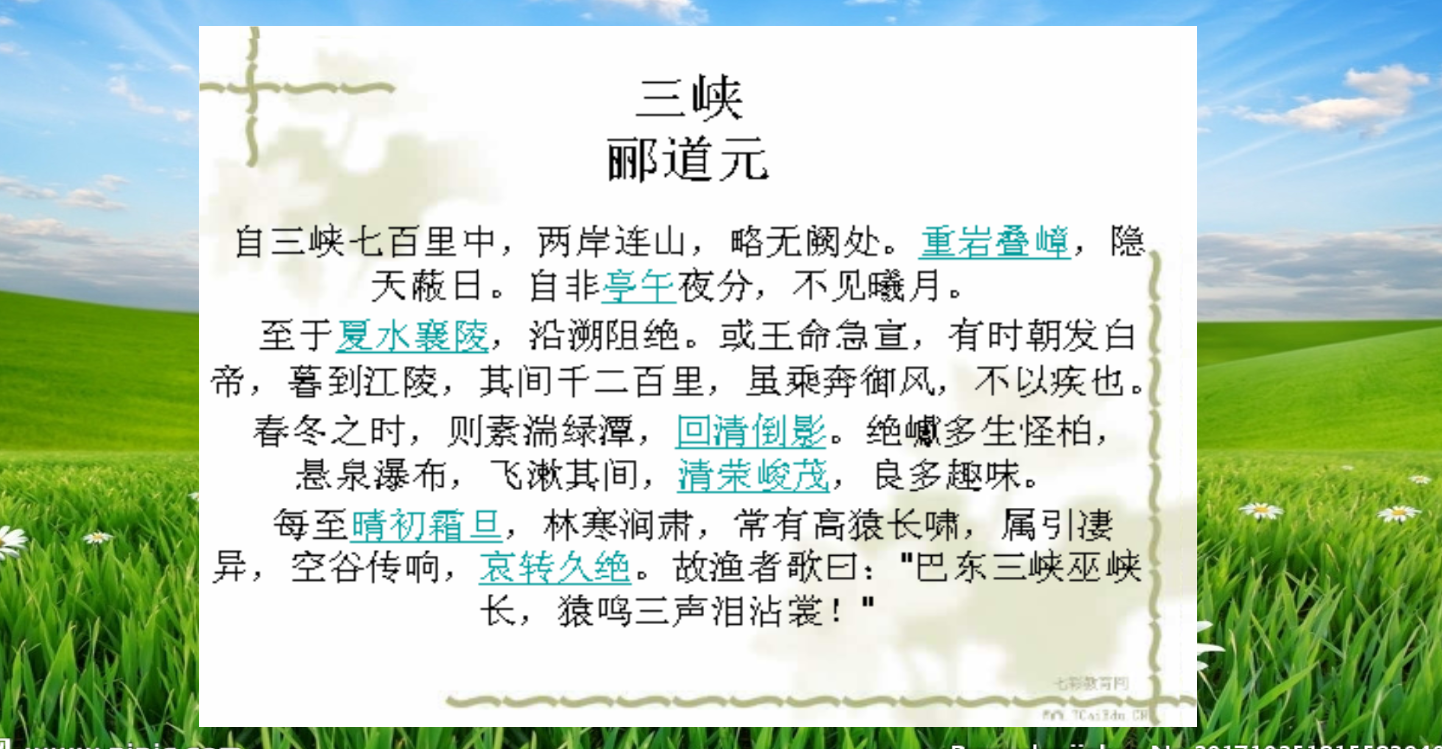 三峡
郦道元
自三峡七百里中，两岸连山，略无阙处。重岩叠嶂，隐
天蔽日。自非亭午夜分，不见曦月。
至于夏水襄陵，沿溯阻绝。或王命急宣，有时朝发白
帝，暮到江陵，其间千二百里，虽乘奔御风，不以疾也。
春冬之时，则素湍绿潭，回清倒影。绝巘多生怪柏，
悬泉瀑布，飞漱其间，清荣峻茂，良多趣味。
每至晴初霜旦，林寒涧肃，常有高猿长啸，属引凄
异，空谷传响，哀转久绝。故渔者歌曰："巴东三峡巫峡
长，猿鸣三声泪沾裳！"
七彩教育网